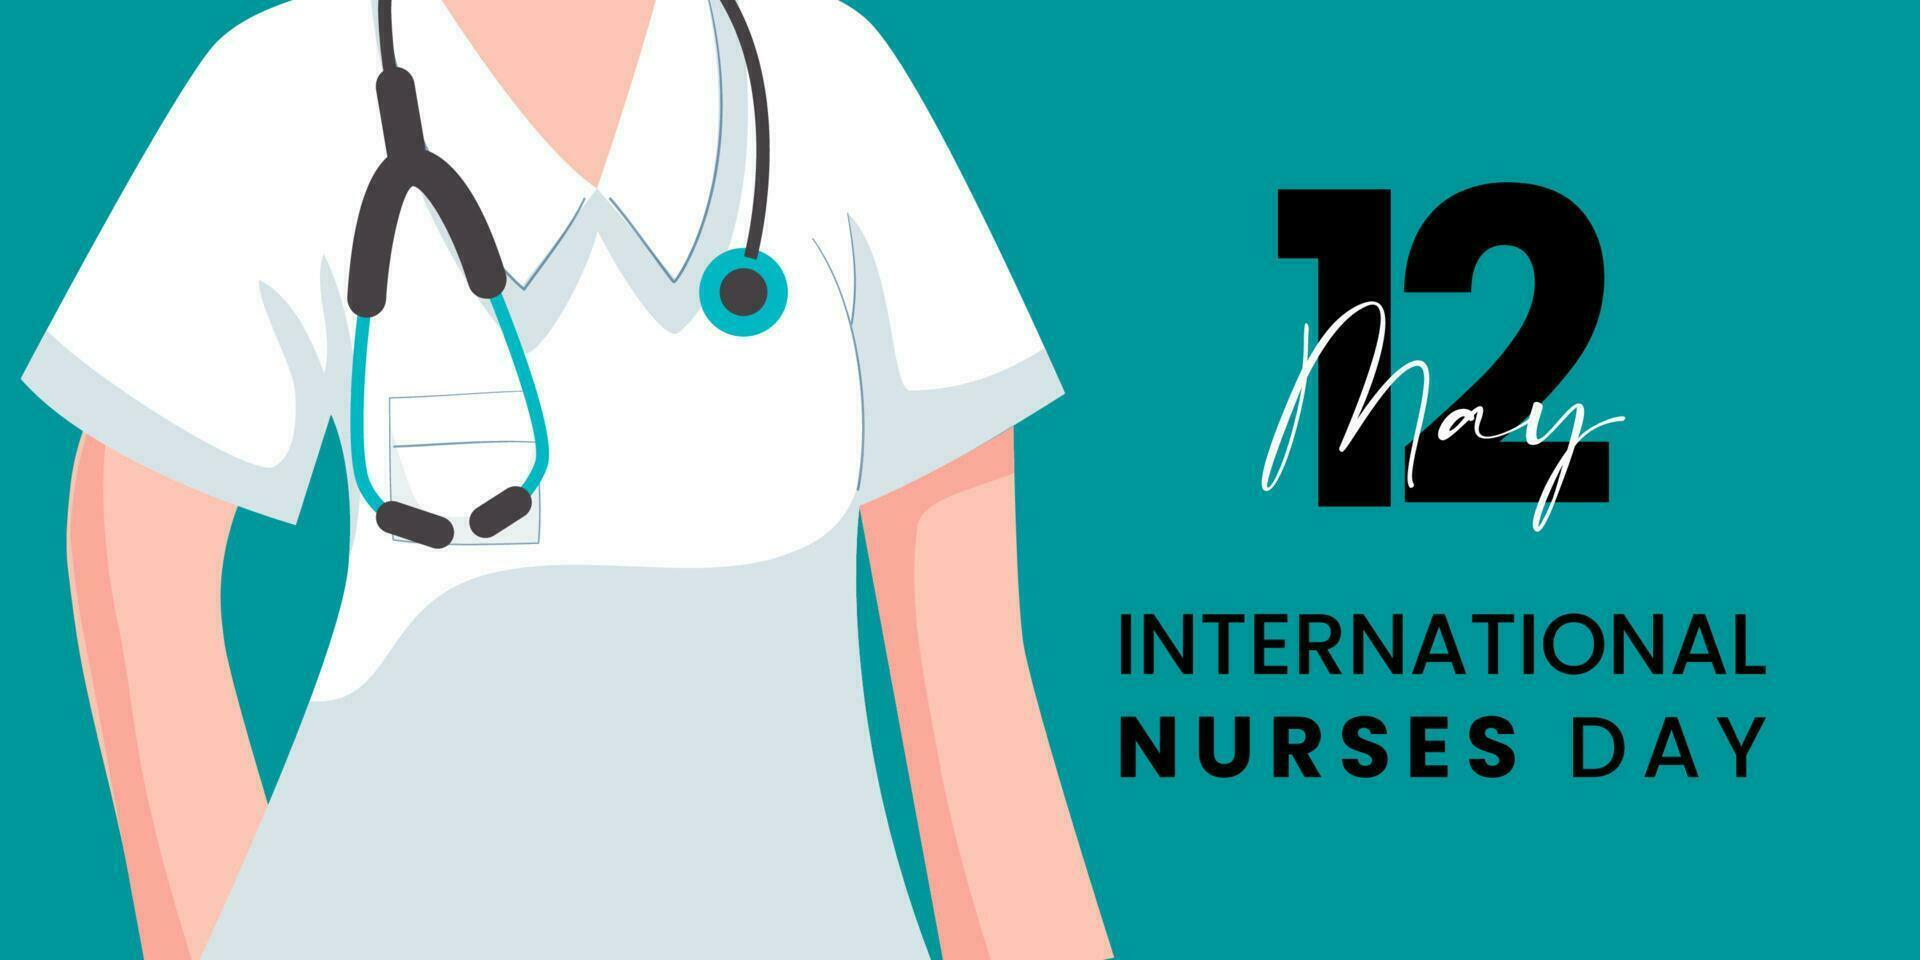 12
May
INTERNATIONAL
NURSES DAY